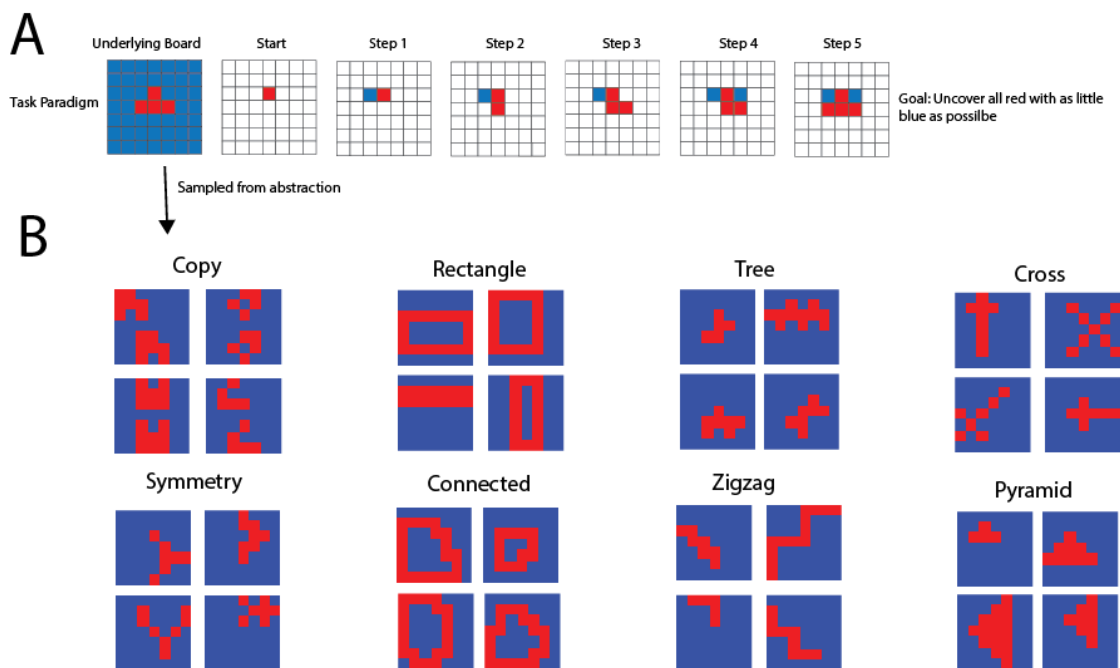 A
Underlying Board
Start
Step 1
Step 2
Step 3
Step 4
Step 5
Task Paradigm
Goal: Uncover all red with as little
blue as possilbe
Sampled from abstraction
B
Copy
Rectangle
Tree
Cross
Symmetry
Connected
Zigzag
Pyramid